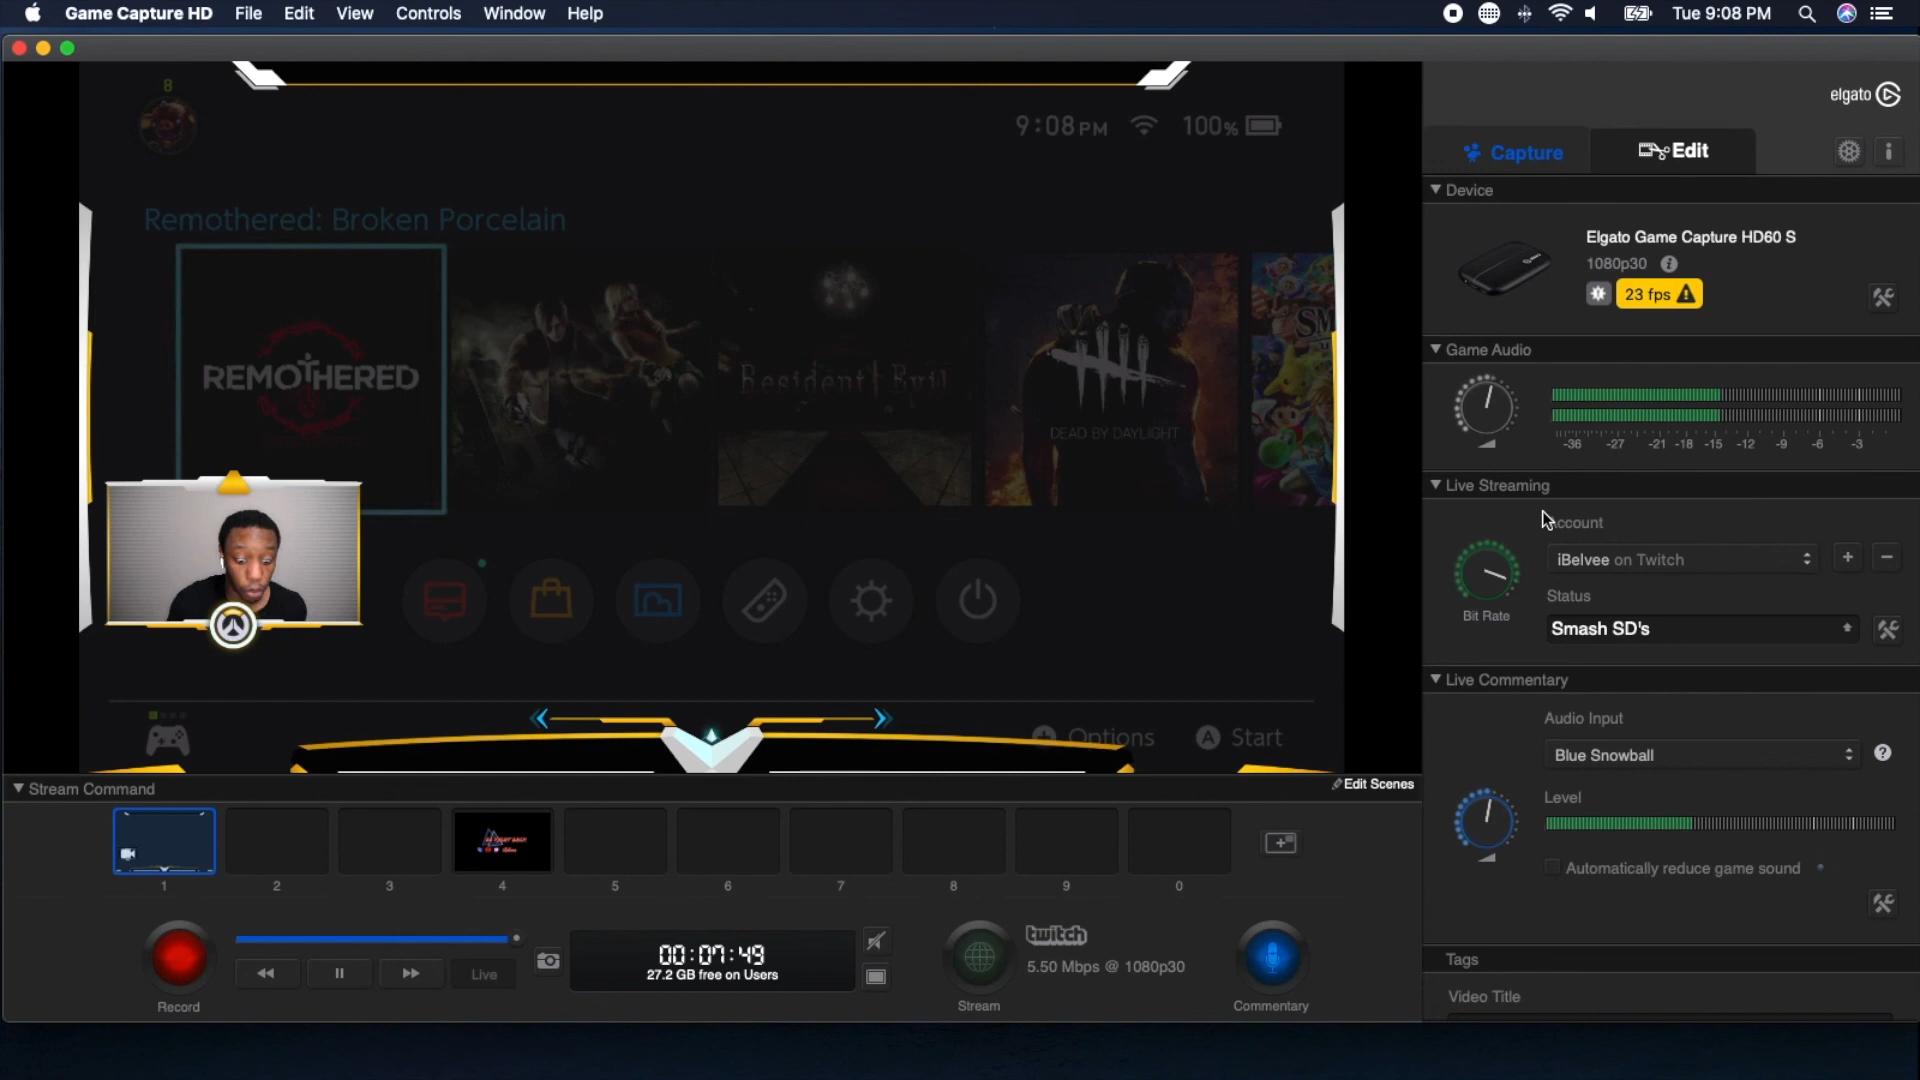 Game Capture HD File Edit View Controls Window Help Tue 9:08 PM
elgato
8
9:08 PM 100%
Capture Edit
Device
Remothered: Broken Porcelain
Elgato Game Capture HD60 S
1080p30
23 fps
Game Audio
REMOTHERED
Resident Evil
DEAD BY DAYLIGHT
SM
-36 -27 -21 -18 -15 -12 -9 -6 -3
Live Streaming
Account
iBelvee on Twitch
Status
Bit Rate
Smash SD's
Live Commentary
Audio Input
Options A Start
Blue Snowball
Stream Command Edit Scenes
Level
1 2 3 4 5 6 7 8 9 0
Automatically reduce game sound
twitch
00:07:49
5.50 Mbps @ 1080p30
27.2 GB free on Users
Live
Record Stream Commentary
Tags
Video Title